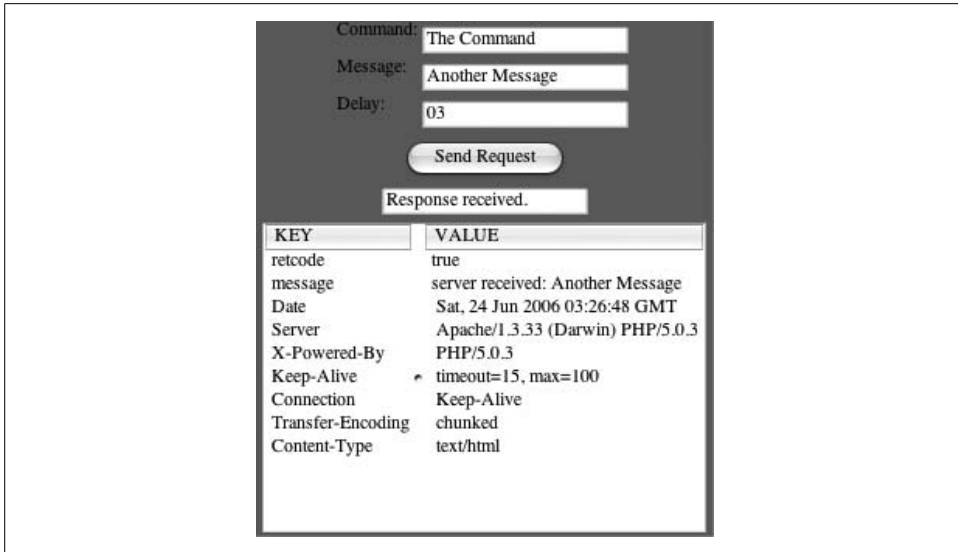 Command: The Command
Message: Another Message
Delay: 03
Send Request
Response received.
KEY VALUE
retcode true
message server received: Another Message
Date Sat, 24 Jun 2006 03:26:48 GMT
Server Apache/1.3.33 (Darwin) PHP/5.0.3
X-Powered-By PHP/5.0.3
Keep-Alive timeout=15, max=100
Connection Keep-Alive
Transfer-Encoding chunked
Content-Type text/html